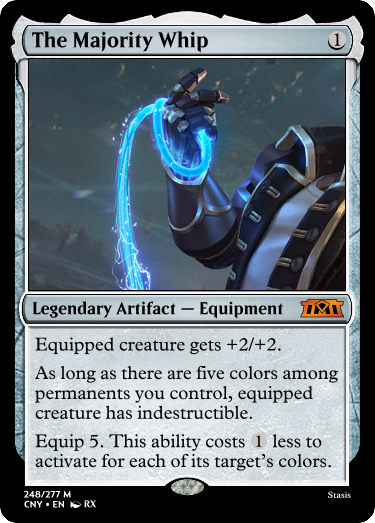 The Majority Whip 1
Legendary Artifact — Equipment
Equipped creature gets +2/+2.
As long as there are five colors among
permanents you control, equipped
creature has indestructible.
Equip 5. This ability costs 1 less to
activate for each of its target's colors.
248/277 M
CNY • EN RX
Stasis